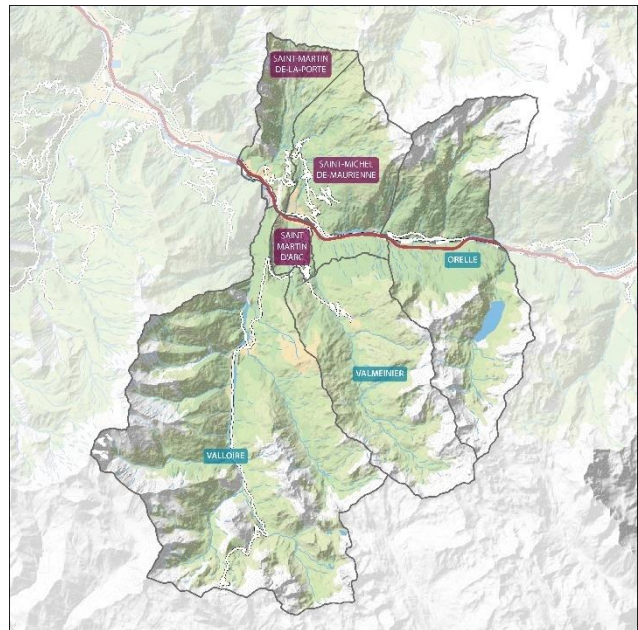 SAINT-MARTIN
DE-LA-PORTE
SAINT-MICHEL
DE-MAURIENNE
SAINT
MARTIN
D'ARC
ORELLE
VALMEINIER
VALLOIRE